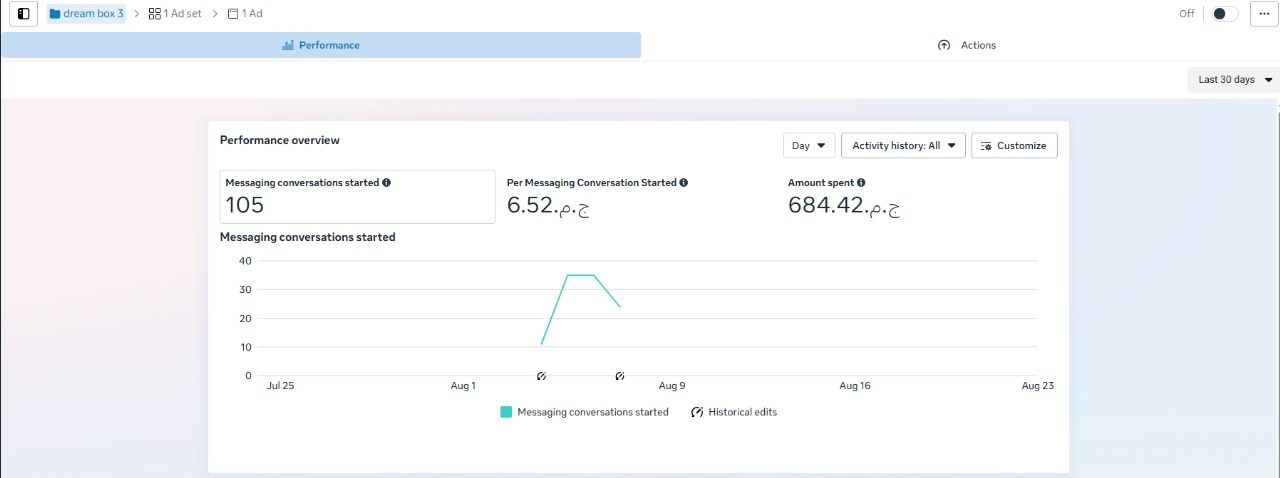 dream box 3 > 1 Ad set > 1 Ad Off
Performance Actions
Last 30 days
Performance overview Day Activity history: All Customize
Messaging conversations started Per Messaging Conversation Started Amount spent
105 6.52.ج.م 684.42.ج.م
Messaging conversations started
40
30
20
10
0
Jul 25 Aug 1 Aug 9 Aug 16 Aug 23
Messaging conversations started Historical edits